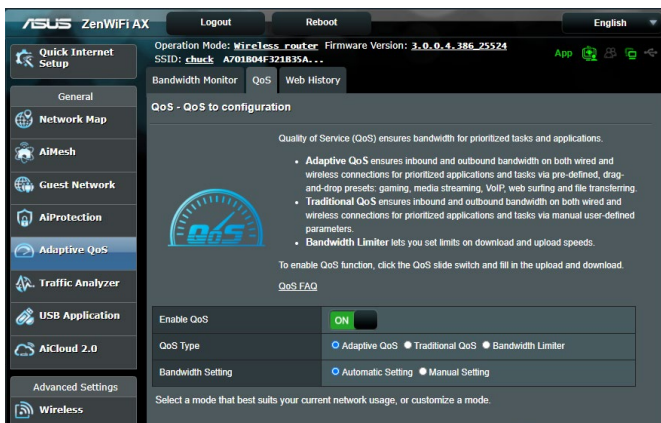 ASUS ZenWiFi AX Logout Reboot English
Quick Internet Setup
Operation Mode: Wireless router Firmware Version: 3.0.0.4.386_25524
SSID: chuck A701B04F321B35A...
App
Bandwidth Monitor QoS Web History
General
Network Map
AiMesh
Guest Network
AiProtection
Adaptive QoS
Traffic Analyzer
USB Application
AiCloud 2.0
Advanced Settings
Wireless
QoS - QoS to configuration
QoS
Quality of Service (QoS) ensures bandwidth for prioritized tasks and applications.
Adaptive QoS ensures inbound and outbound bandwidth on both wired and
wireless connections for prioritized applications and tasks via pre-defined, drag-
and-drop presets: gaming, media streaming, VoIP, web surfing and file transferring.
Traditional QoS ensures inbound and outbound bandwidth on both wired and
wireless connections for prioritized applications and tasks via manual user-defined
parameters.
Bandwidth Limiter lets you set limits on download and upload speeds.
To enable QoS function, click the QoS slide switch and fill in the upload and download.
QoS FAQ
Enable QoS ON
QoS Type Adaptive QoS Traditional QoS Bandwidth Limiter
Bandwidth Setting Automatic Setting Manual Setting
Select a mode that best suits your current network usage, or customize a mode.